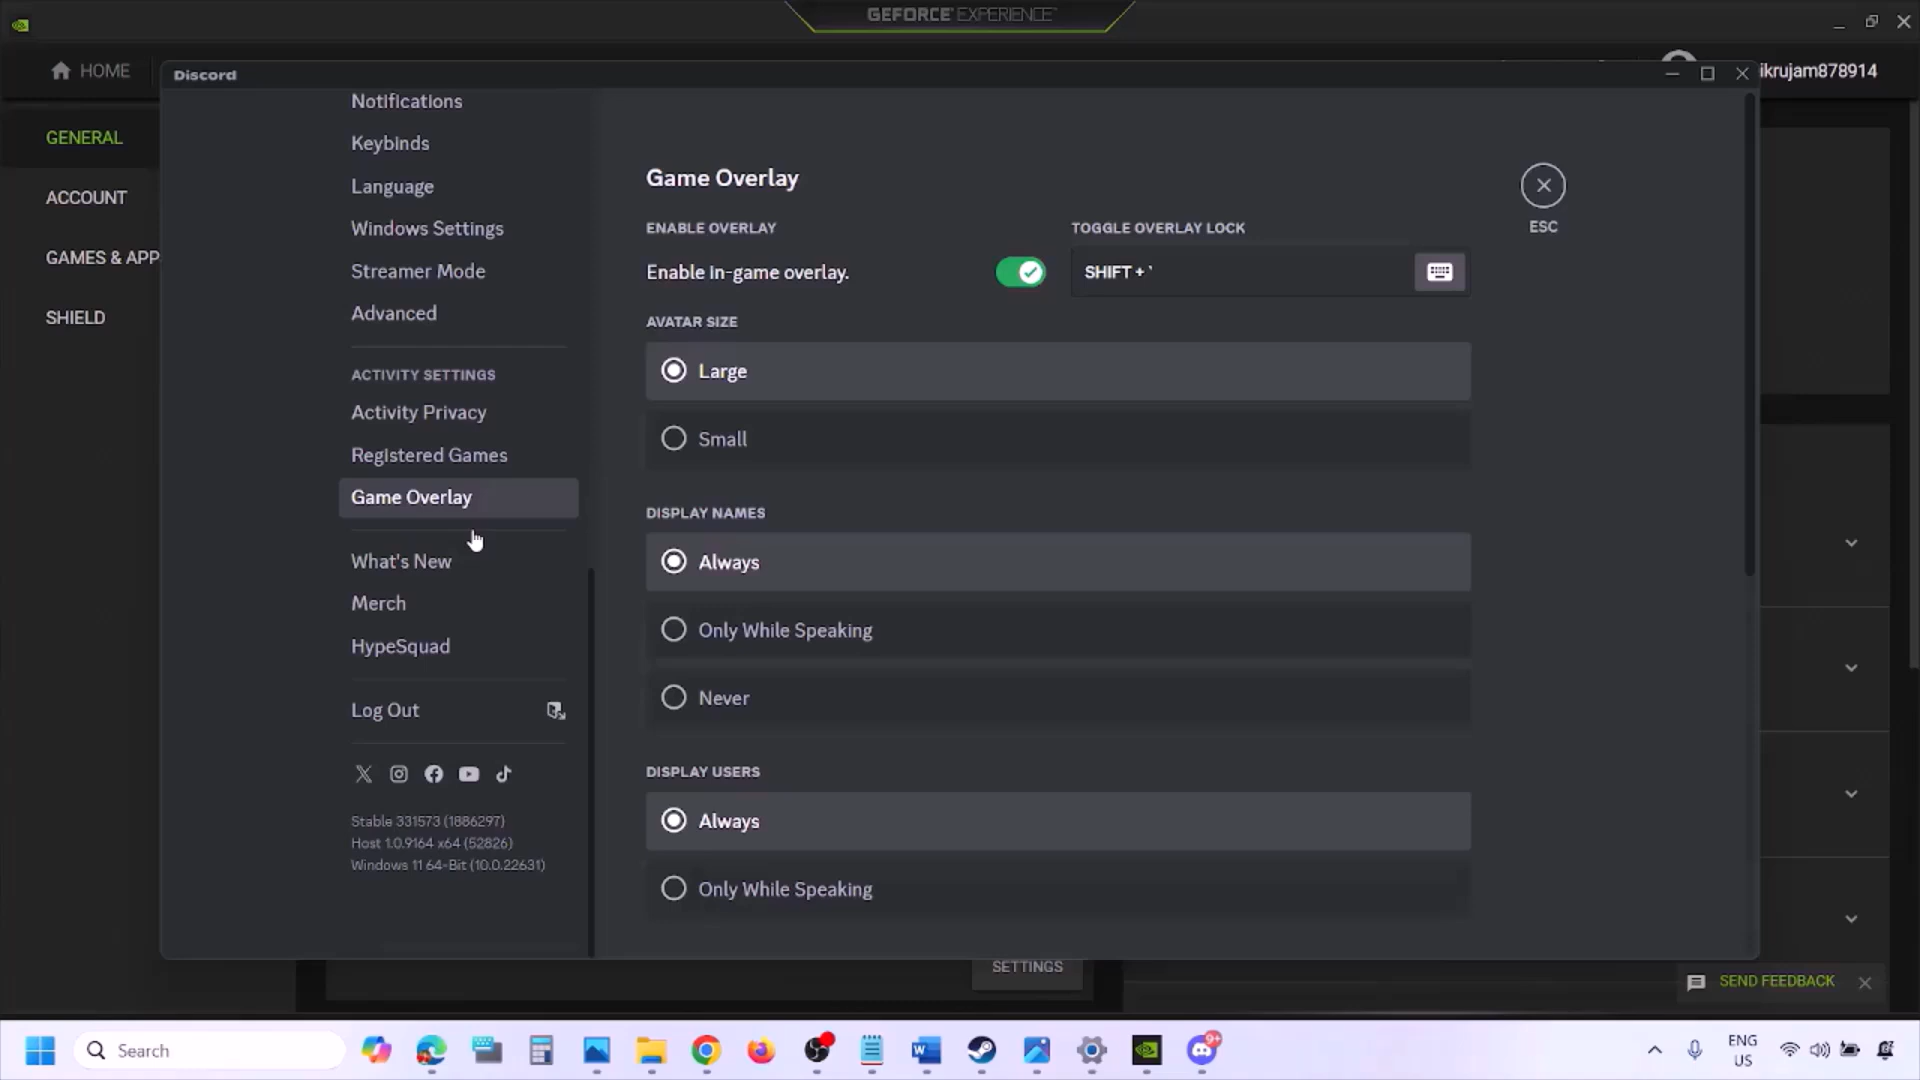 GEFORCE EXPERIENCE
HOME
ikrujam878914
GENERAL
ACCOUNT
GAMES & APP
SHIELD
Discord
Notifications
Keybinds
Language
Windows Settings
Streamer Mode
Advanced
ACTIVITY SETTINGS
Activity Privacy
Registered Games
Game Overlay
What's New
Merch
HypeSquad
Log Out
Stable 331573 (1886297)
Host 1.0.9164 x64 (52826)
Windows 11 64-Bit (10.0.22631)
Game Overlay
ESC
ENABLE OVERLAY
Enable in-game overlay.
TOGGLE OVERLAY LOCK
SHIFT + `
AVATAR SIZE
Large
Small
DISPLAY NAMES
Always
Only While Speaking
Never
DISPLAY USERS
Always
Only While Speaking
SETTINGS
SEND FEEDBACK
Search
9+
ENG
US